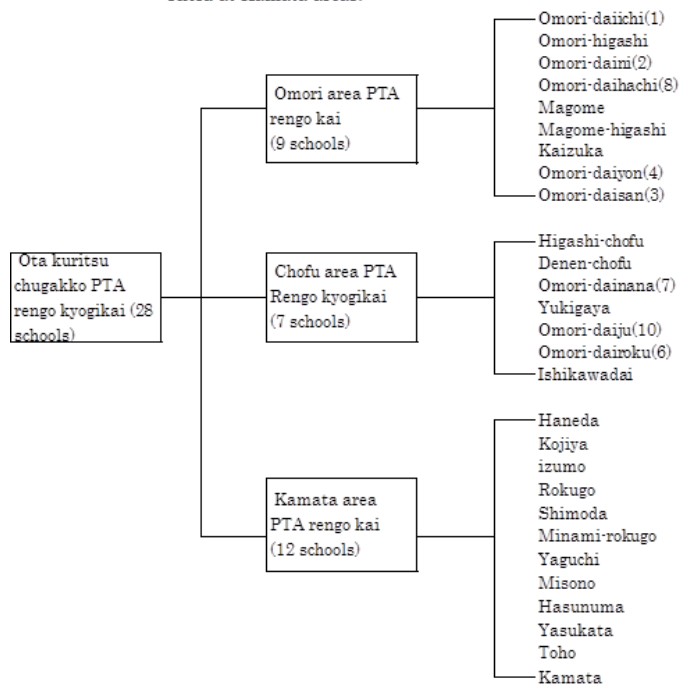 Ota kuritsu
chugakko PTA
rengo kyogikai (28
schools)
Omori area PTA
rengo kai
(9 schools)
Omori-daiichi(1)
Omori-higashi
Omori-daini(2)
Omori-daihachi(8)
Magome
Magome-higashi
Kaizuka
Omori-daiyon(4)
Omori-daisan(3)
Chofu area PTA
Rengo kyogikai
(7 schools)
Higashi-chofu
Denen-chofu
Omori-dainana(7)
Yukigaya
Omori-daiju(10)
Omori-dairoku(6)
Ishikawadai
Kamata area
PTA rengo kai
(12 schools)
Haneda
Kojiya
izumo
Rokugo
Shimoda
Minami-rokugo
Yaguchi
Misono
Hasunuma
Yasukata
Toho
Kamata